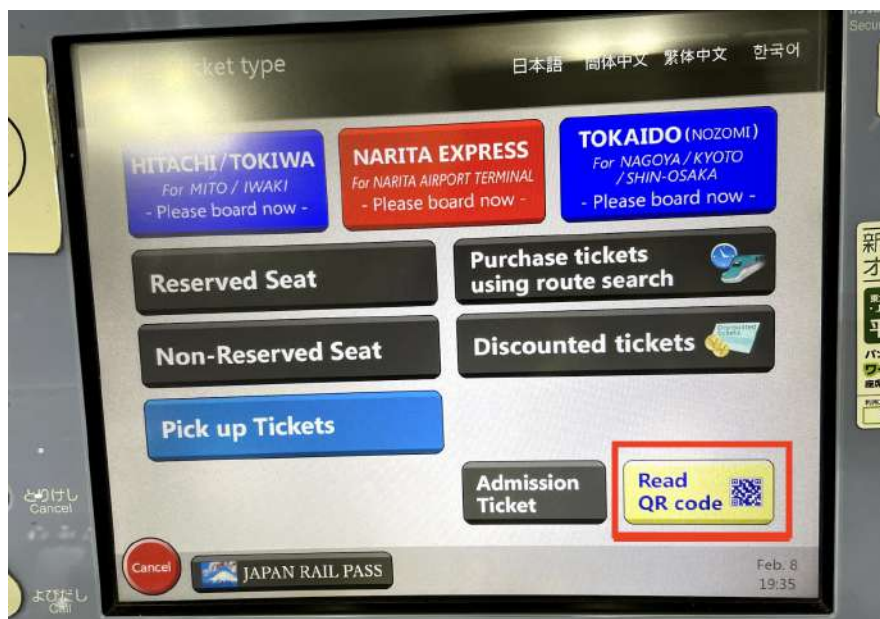 ket type
日本語 簡体中文 繁体中文 한국어
HITACHI/TOKIWA
For MITO / IWAKI
- Please board now -
NARITA EXPRESS
For NARITA AIRPORT TERMINAL
- Please board now -
TOKAIDO (NOZOMI)
For NAGOYA / KYOTO
/ SHIN-OSAKA
- Please board now -
Reserved Seat
Purchase tickets
using route search
Non-Reserved Seat
Discounted tickets
Pick up Tickets
Admission
Ticket
Read
QR code
Cancel
JAPAN RAIL PASS
Feb. 8
19:35
とりけし
Cancel
よびだし
Call
Secu
新
オ